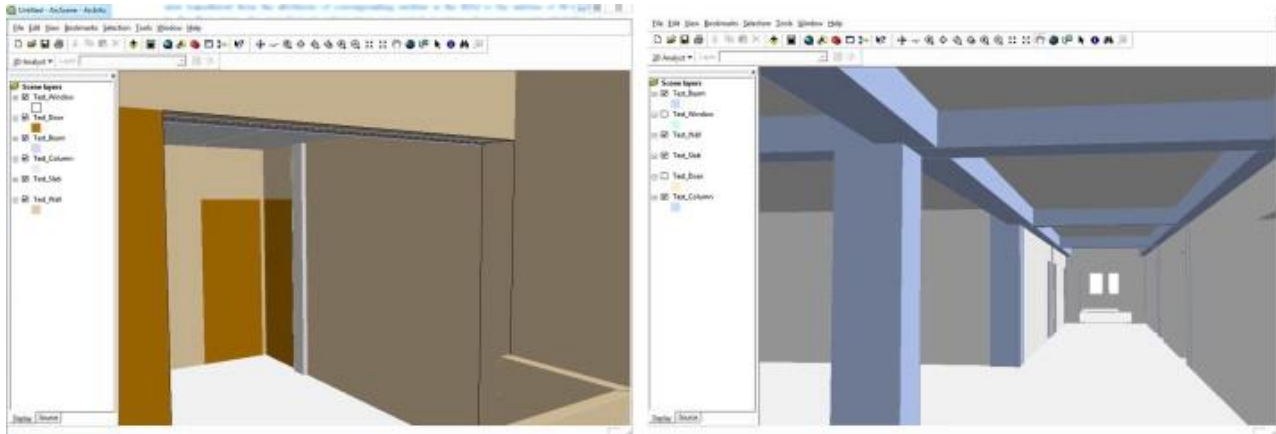 Untitled - ArcScene - ArcInfo
File Edit View Bookmarks Selection Tools Window Help
3D Analyst Layer:
Scene layers
Test_Window
Test_Door
Test_Beam
Test_Column
Test_Slab
Test_Wall
Display Source
File Edit View Bookmarks Selection Tools Window Help
3D Analyst Layer:
Scene layers
Test_Beam
Test_Window
Test_Wall
Test_Slab
Test_Door
Test_Column
Display Source